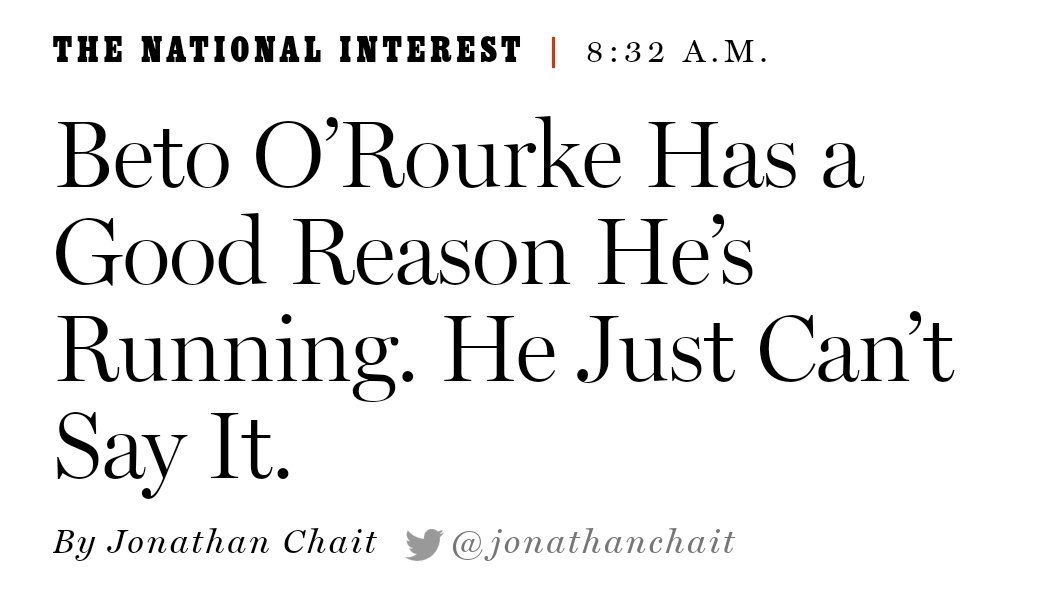 THE NATIONAL INTEREST | 8:32 A.M.
Beto O’Rourke Has a
Good Reason He’s
Running. He Just Can’t
Say It.
By Jonathan Chait @jonathanchait